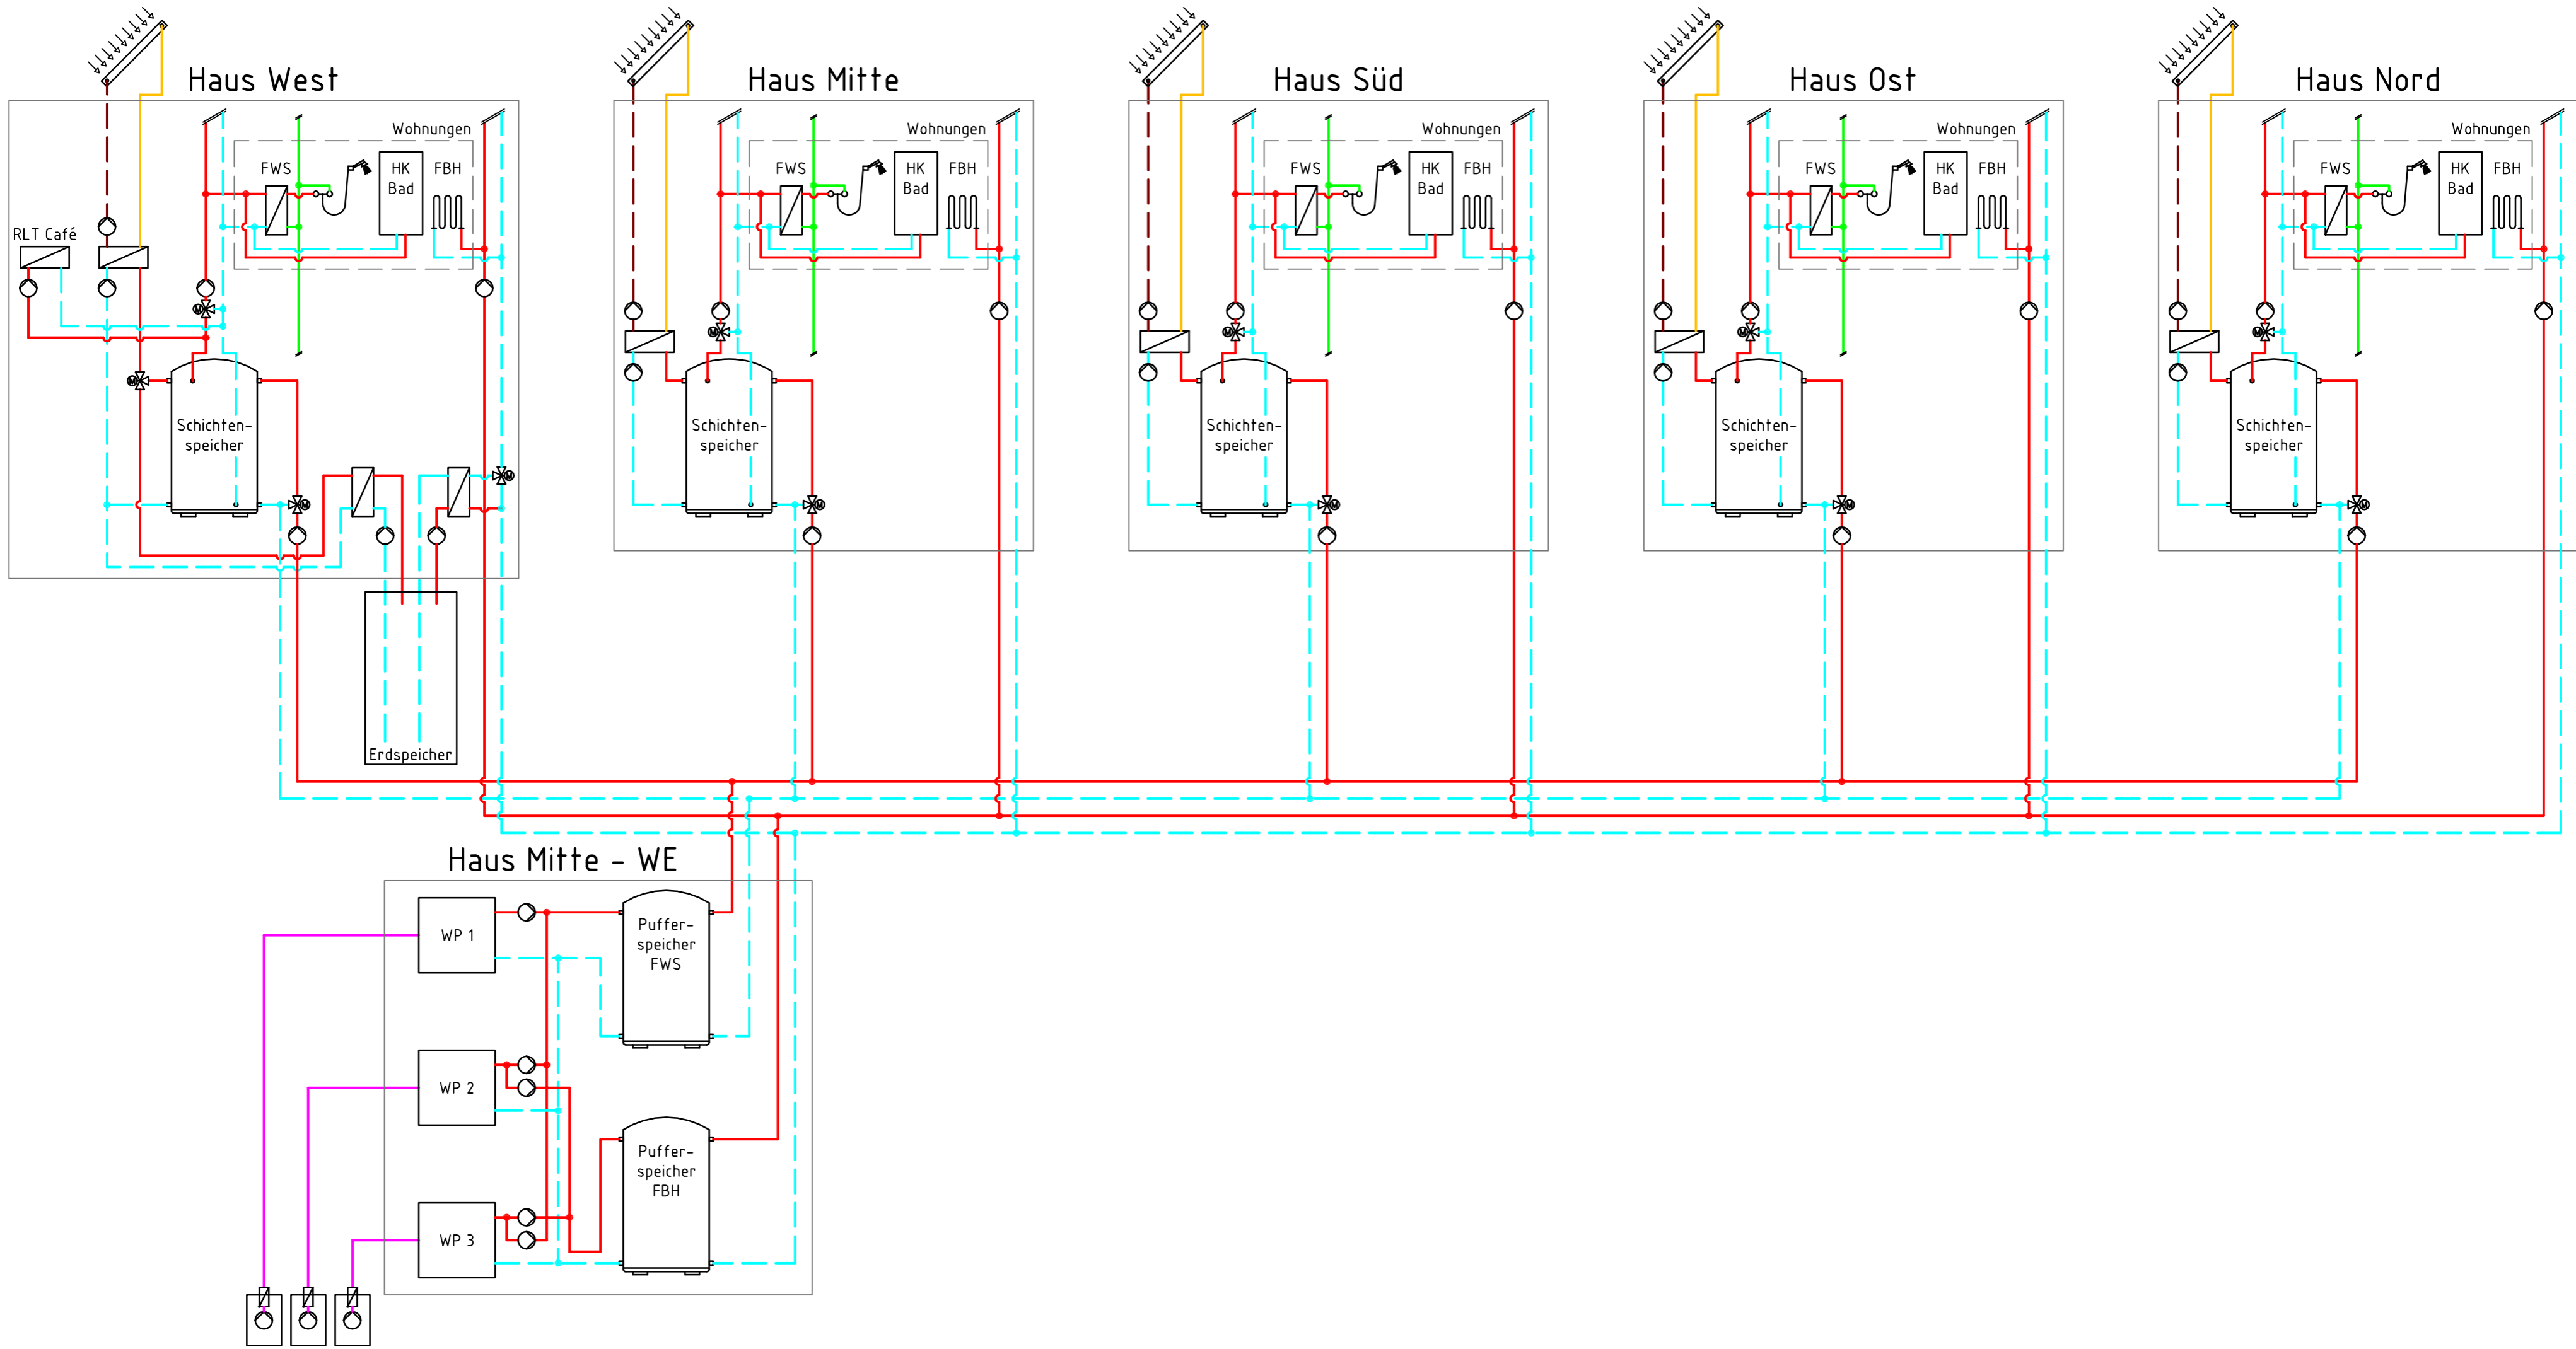 Haus West
Haus Mitte
Haus Süd
Haus Ost
Haus Nord
Wohnungen
FWS
HK
Bad
FBH
RLT Café
Schichten-
speicher
Erdspeicher
Wohnungen
FWS
HK
Bad
FBH
Schichten-
speicher
Wohnungen
FWS
HK
Bad
FBH
Schichten-
speicher
Wohnungen
FWS
HK
Bad
FBH
Schichten-
speicher
Wohnungen
FWS
HK
Bad
FBH
Schichten-
speicher
M
M
M
M
M
M
M
M
M
M
M
M
Haus Mitte - WE
WP 1
Puffer-
speicher
FWS
WP 2
Puffer-
speicher
FBH
WP 3